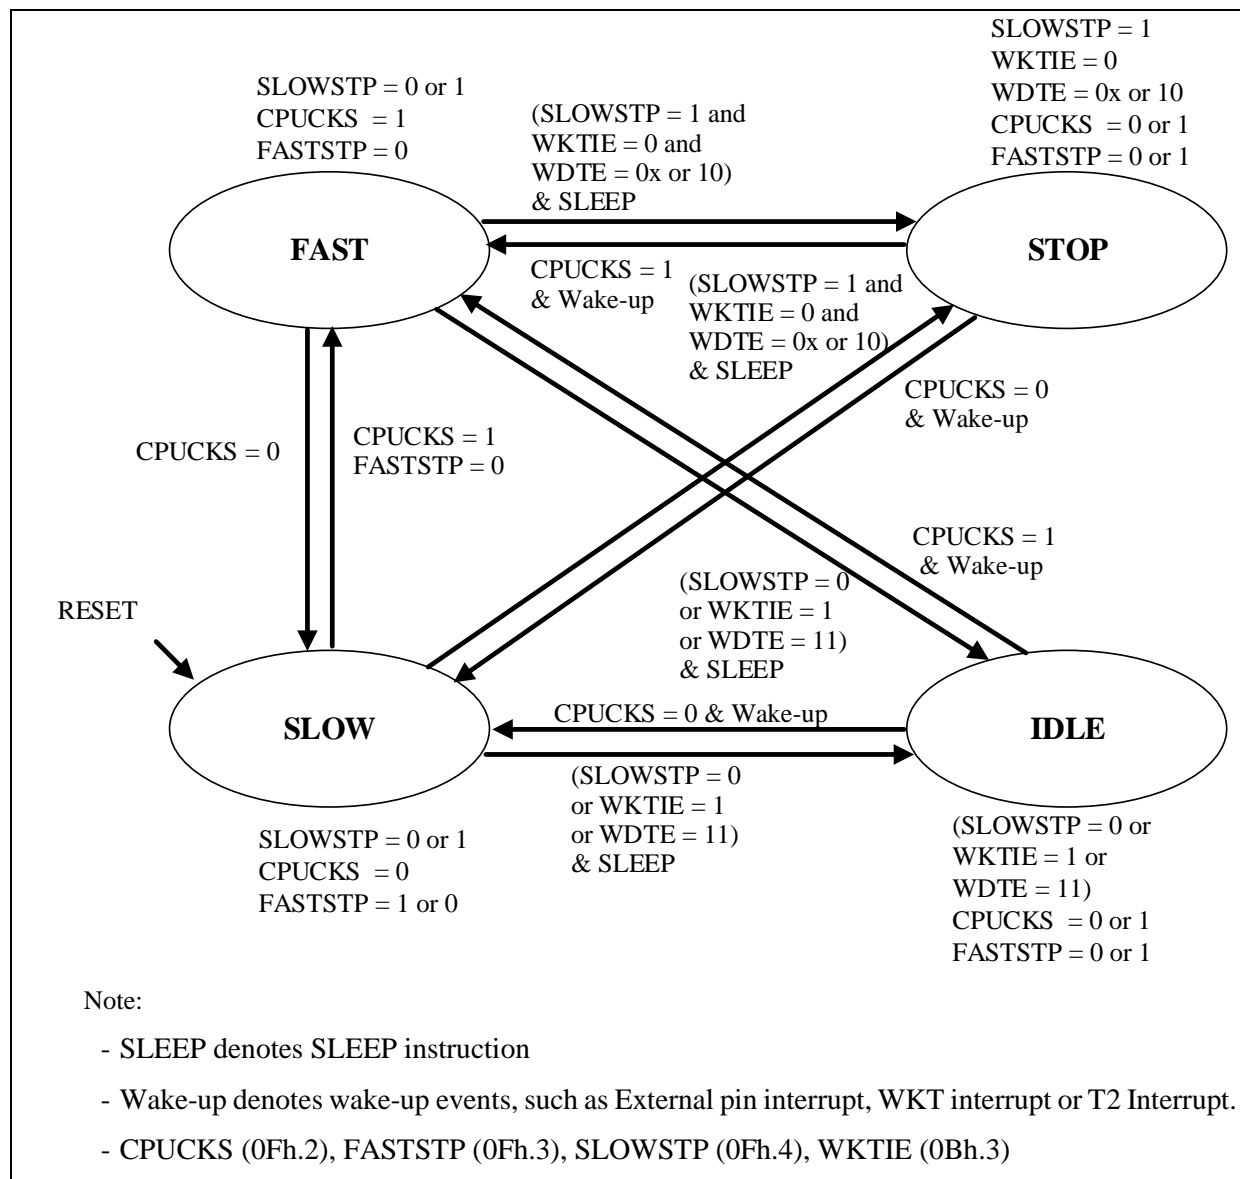 SLOWSTP = 1
WKTIE = 0
WDTE = 0x or 10
CPUCKS = 0 or 1
FASTSTP = 0 or 1
SLOWSTP = 0 or 1
CPUCKS = 1
FASTSTP = 0
(SLOWSTP = 1 and
WKTIE = 0 and
WDTE = 0x or 10)
& SLEEP
FAST
STOP
CPUCKS = 1
& Wake-up
(SLOWSTP = 1 and
WKTIE = 0 and
WDTE = 0x or 10)
& SLEEP
CPUCKS = 0
& Wake-up
CPUCKS = 0
CPUCKS = 1
FASTSTP = 0
CPUCKS = 1
& Wake-up
(SLOWSTP = 0
or WKTIE = 1
or WDTE = 11)
& SLEEP
RESET
SLOW
CPUCKS = 0 & Wake-up
IDLE
(SLOWSTP = 0
or WKTIE = 1
or WDTE = 11)
& SLEEP
SLOWSTP = 0 or 1
CPUCKS = 0
FASTSTP = 1 or 0
(SLOWSTP = 0 or
WKTIE = 1 or
WDTE = 11)
CPUCKS = 0 or 1
FASTSTP = 0 or 1
Note:
- SLEEP denotes SLEEP instruction
- Wake-up denotes wake-up events, such as External pin interrupt, WKT interrupt or T2 Interrupt.
- CPUCKS (0Fh.2), FASTSTP (0Fh.3), SLOWSTP (0Fh.4), WKTIE (0Bh.3)